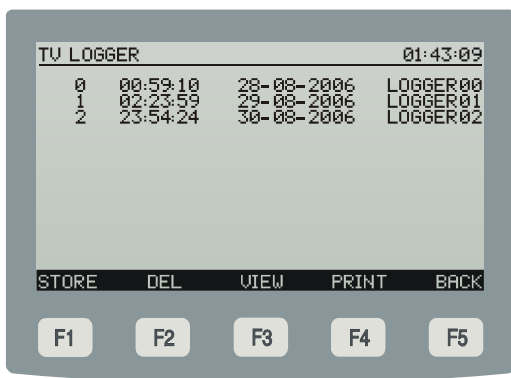 TV LOGGER 01:43:09
0 00:59:10 28-08-2006 LOGGER00
1 02:23:59 29-08-2006 LOGGER01
2 23:54:24 30-08-2006 LOGGER02
STORE DEL VIEW PRINT BACK
F1 F2 F3 F4 F5